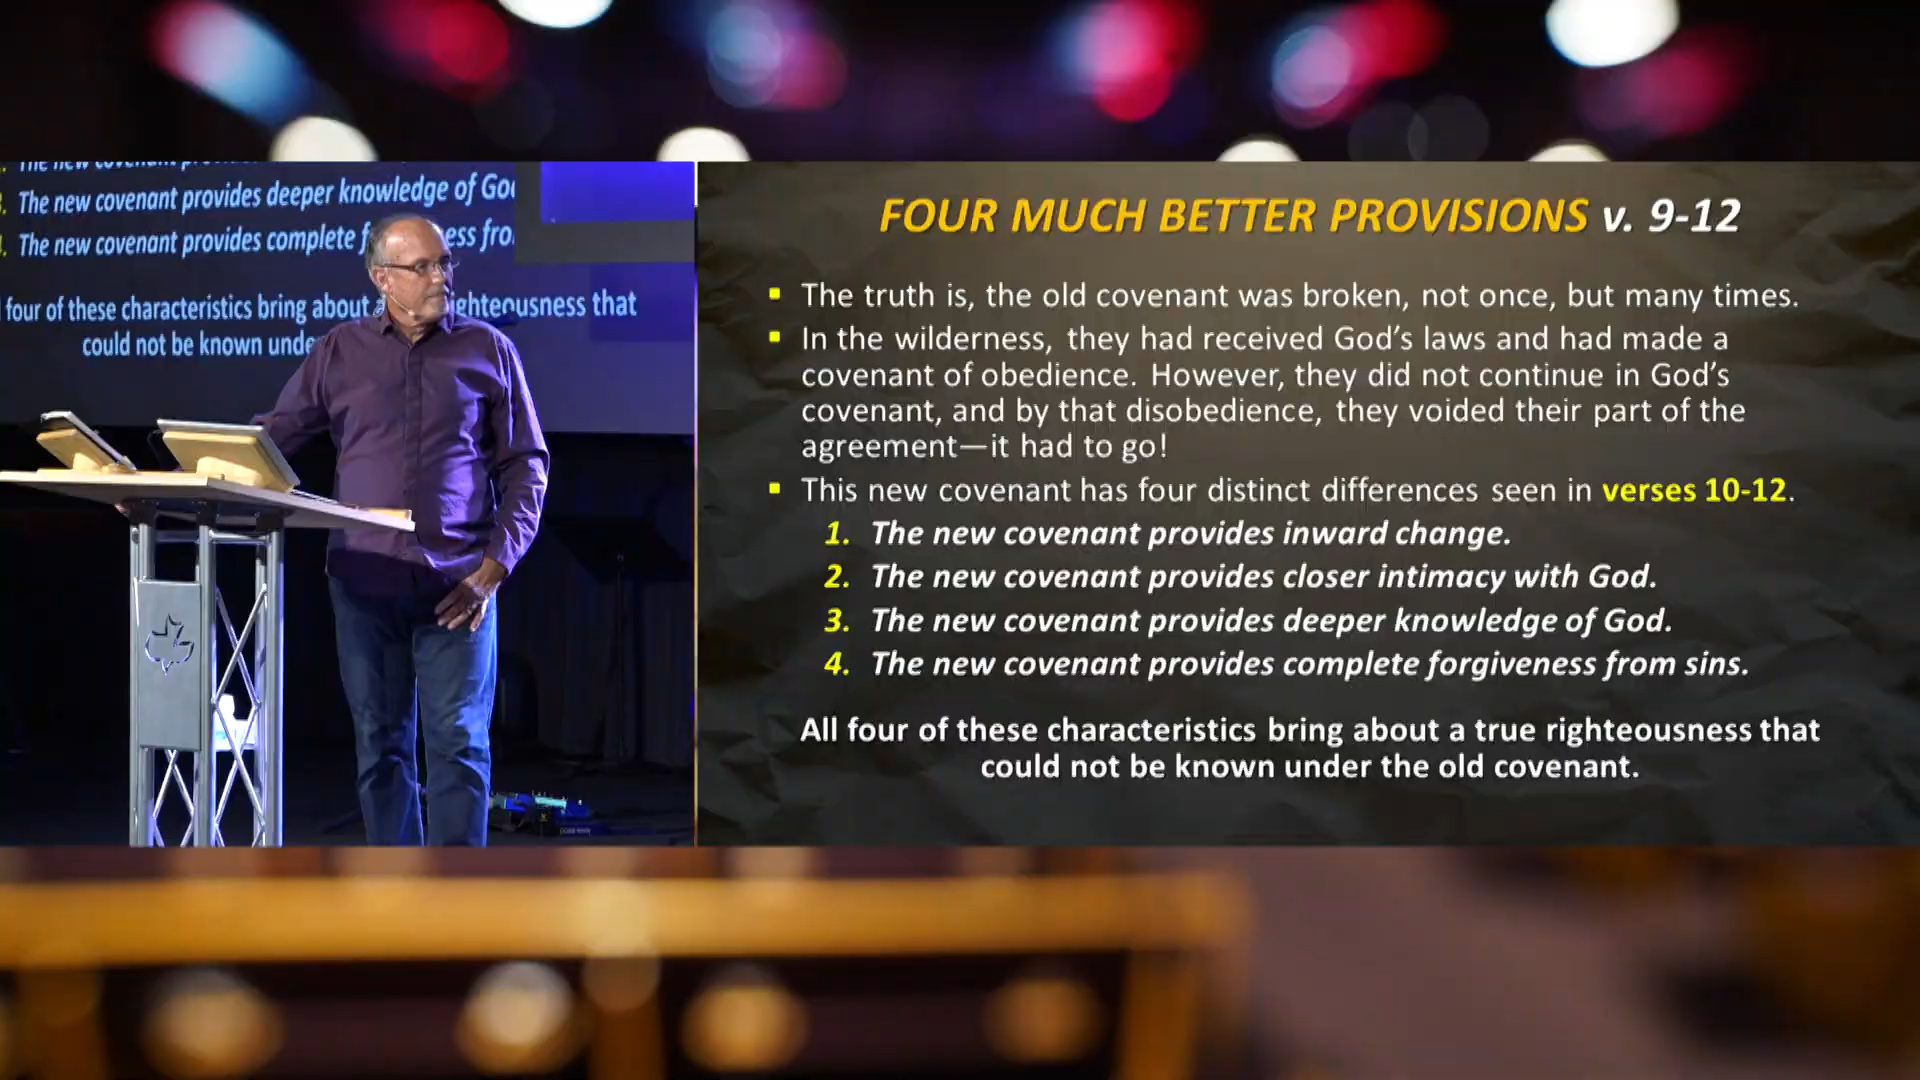 The new covenant
The new covenant provides deeper knowledge of God
The new covenant provides complete
four of these characteristics bring about a righteousness that
could not be known under
FOUR MUCH BETTER PROVISIONS v. 9-12
▪ The truth is, the old covenant was broken, not once, but many times.
▪ In the wilderness, they had received God’s laws and had made a
covenant of obedience. However, they did not continue in God’s
covenant, and by that disobedience, they voided their part of the
agreement—it had to go!
▪ This new covenant has four distinct differences seen in verses 10-12.
1. The new covenant provides inward change.
2. The new covenant provides closer intimacy with God.
3. The new covenant provides deeper knowledge of God.
4. The new covenant provides complete forgiveness from sins.
All four of these characteristics bring about a true righteousness that
could not be known under the old covenant.